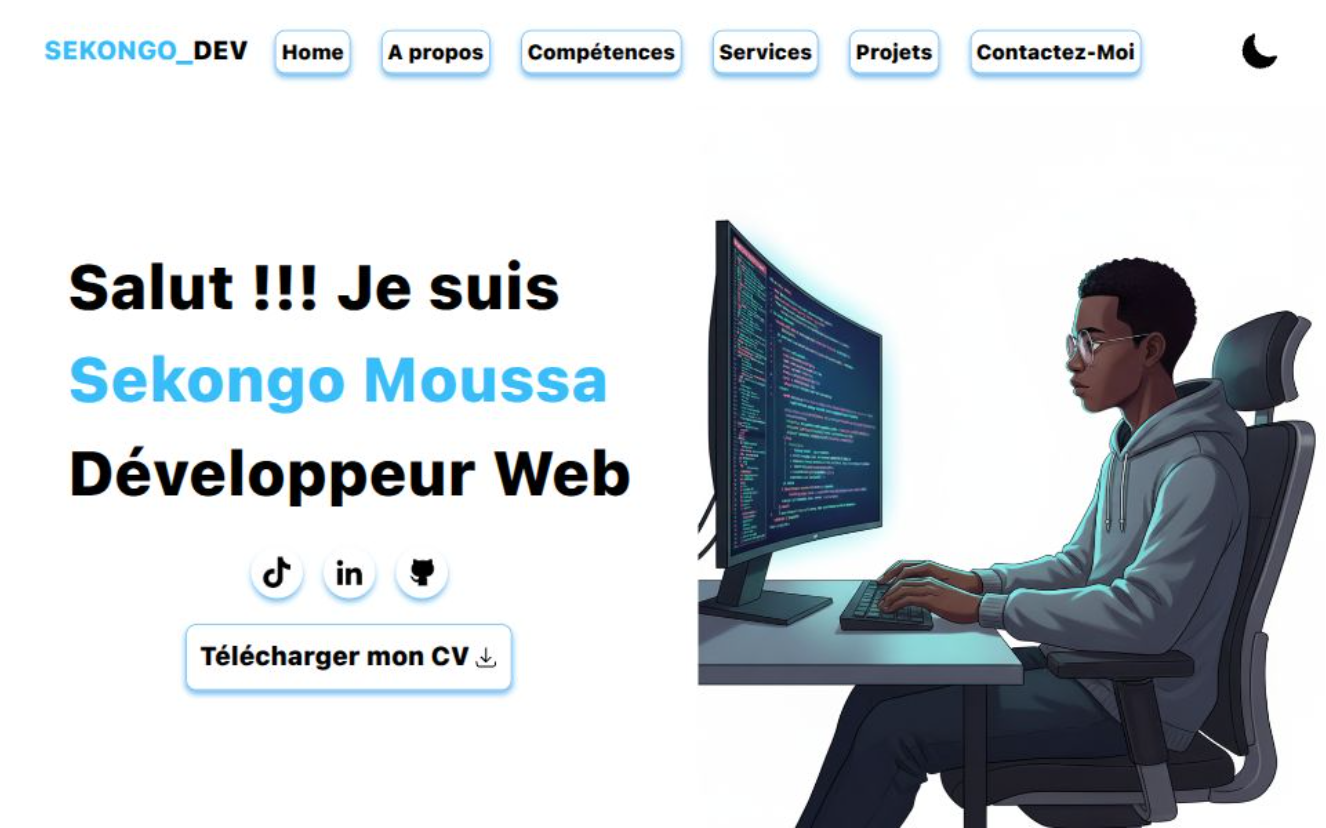 SEKONGO_DEV
Home
A propos
Compétences
Services
Projets
Contactez-Moi
Salut !!! Je suis
Sekongo Moussa
Développeur Web
in
Télécharger mon CV